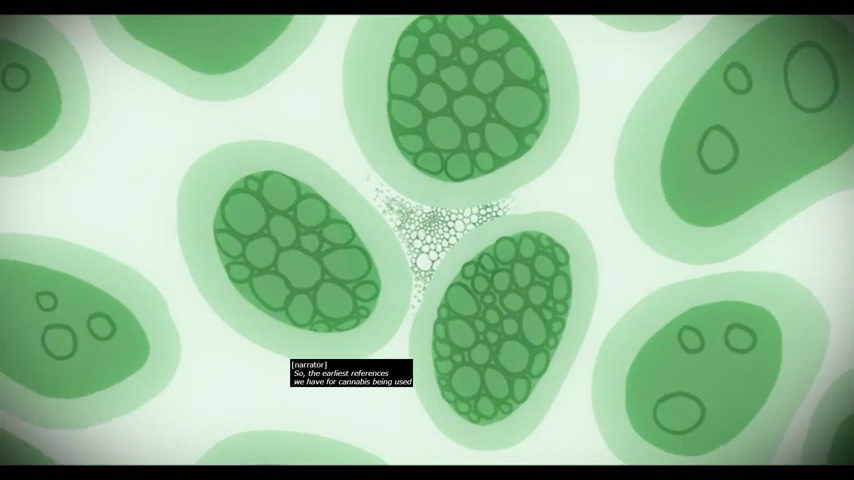 [narrator]
So, the earliest references
we have for cannabis being used